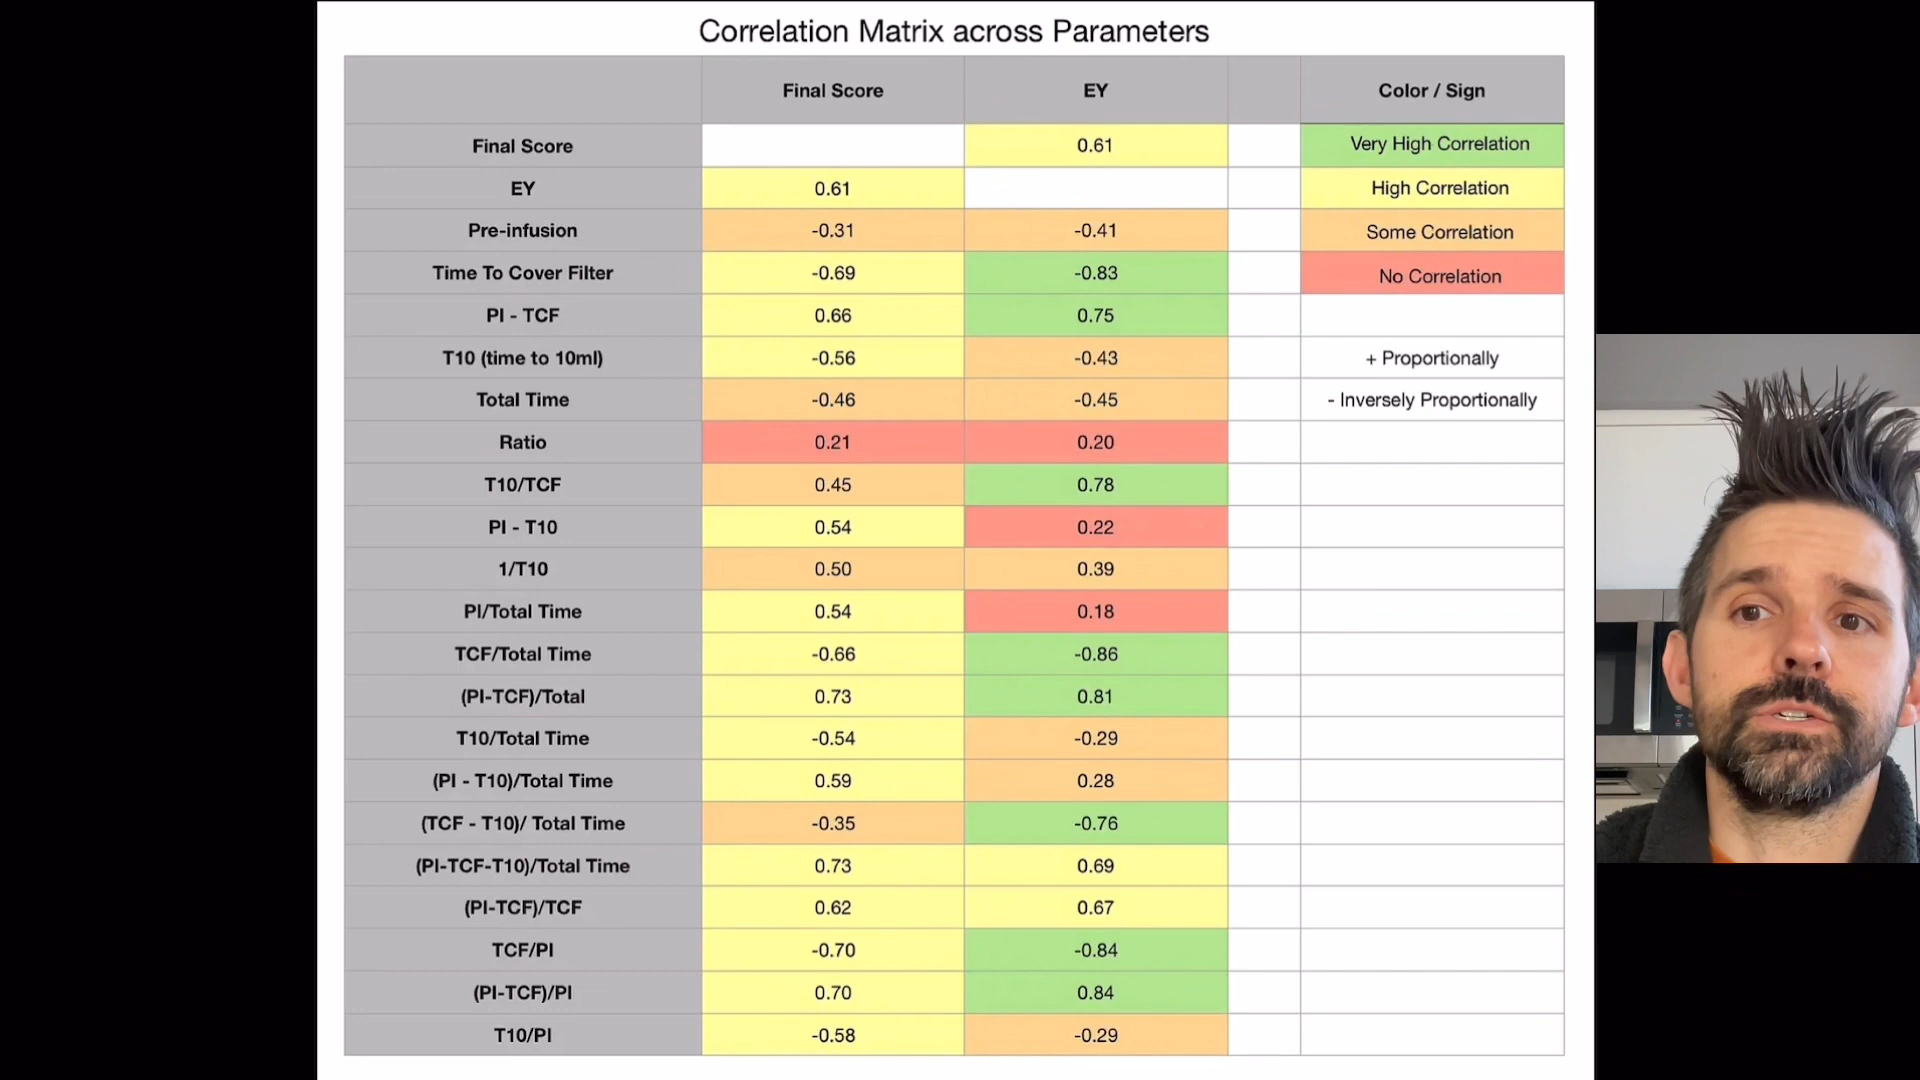 Correlation Matrix across Parameters
Final Score EY Color / Sign
Final Score 0.61 Very High Correlation
EY 0.61 High Correlation
Pre-infusion -0.31 -0.41 Some Correlation
Time To Cover Filter -0.69 -0.83 No Correlation
PI - TCF 0.66 0.75
T10 (time to 10ml) -0.56 -0.43 + Proportionally
Total Time -0.46 -0.45 - Inversely Proportionally
Ratio 0.21 0.20
T10/TCF 0.45 0.78
PI - T10 0.54 0.22
1/T10 0.50 0.39
PI/Total Time 0.54 0.18
TCF/Total Time -0.66 -0.86
(PI-TCF)/Total 0.73 0.81
T10/Total Time -0.54 -0.29
(PI - T10)/Total Time 0.59 0.28
(TCF - T10)/ Total Time -0.35 -0.76
(PI-TCF-T10)/Total Time 0.73 0.69
(PI-TCF)/TCF 0.62 0.67
TCF/PI -0.70 -0.84
(PI-TCF)/PI 0.70 0.84
T10/PI -0.58 -0.29